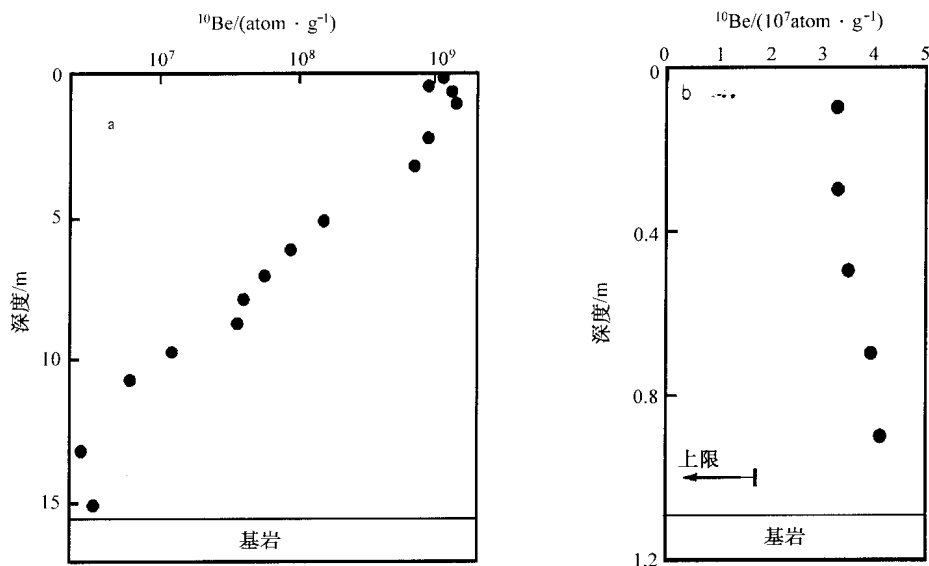 ¹⁰Be/(atom · g⁻¹)
10⁷ 10⁸ 10⁹
0
5
10
15
深度/m
a
基岩
¹⁰Be/(10⁷atom · g⁻¹)
0 1 2 3 4 5
0
0.4
0.8
1.2
深度/m
b
上限
基岩